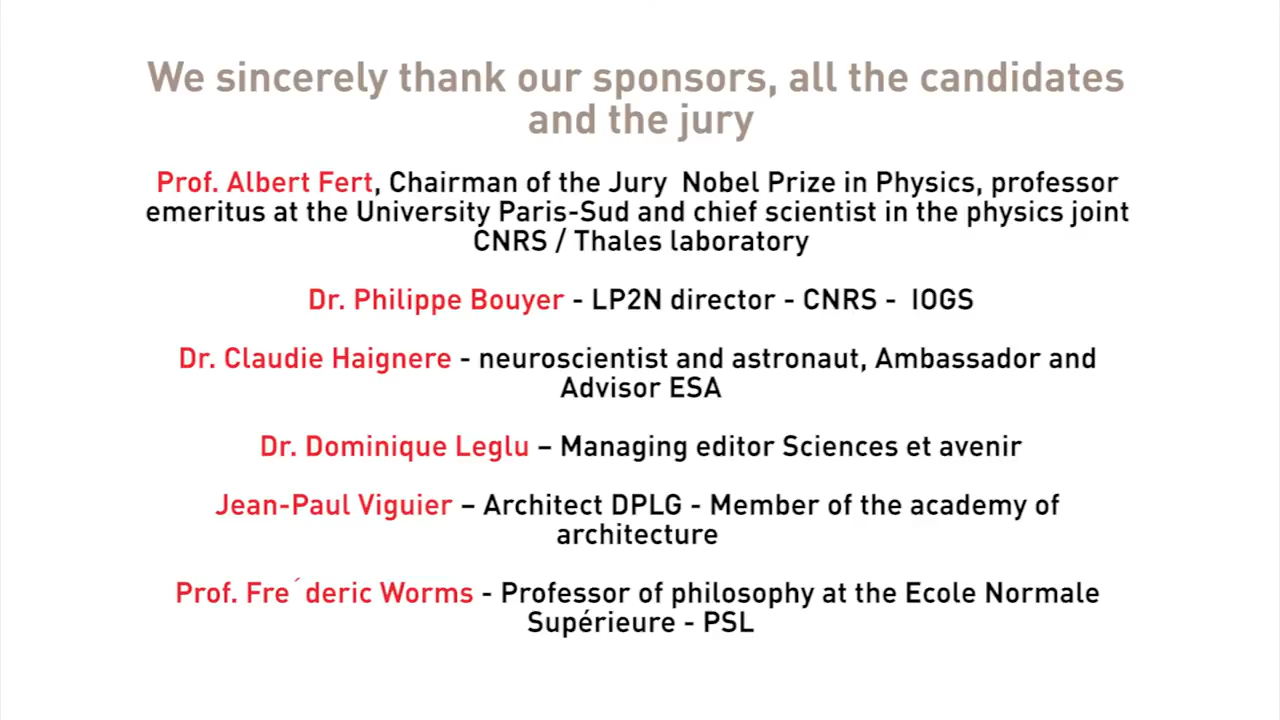 We sincerely thank our sponsors, all the candidates
and the jury
Prof. Albert Fert, Chairman of the Jury  Nobel Prize in Physics, professor
emeritus at the University Paris-Sud and chief scientist in the physics joint
CNRS / Thales laboratory
Dr. Philippe Bouyer - LP2N director - CNRS -  IOGS
Dr. Claudie Haignere - neuroscientist and astronaut, Ambassador and
Advisor ESA
Dr. Dominique Leglu – Managing editor Sciences et avenir
Jean-Paul Viguier – Architect DPLG - Member of the academy of
architecture
Prof. Fre´deric Worms - Professor of philosophy at the Ecole Normale
Supérieure - PSL